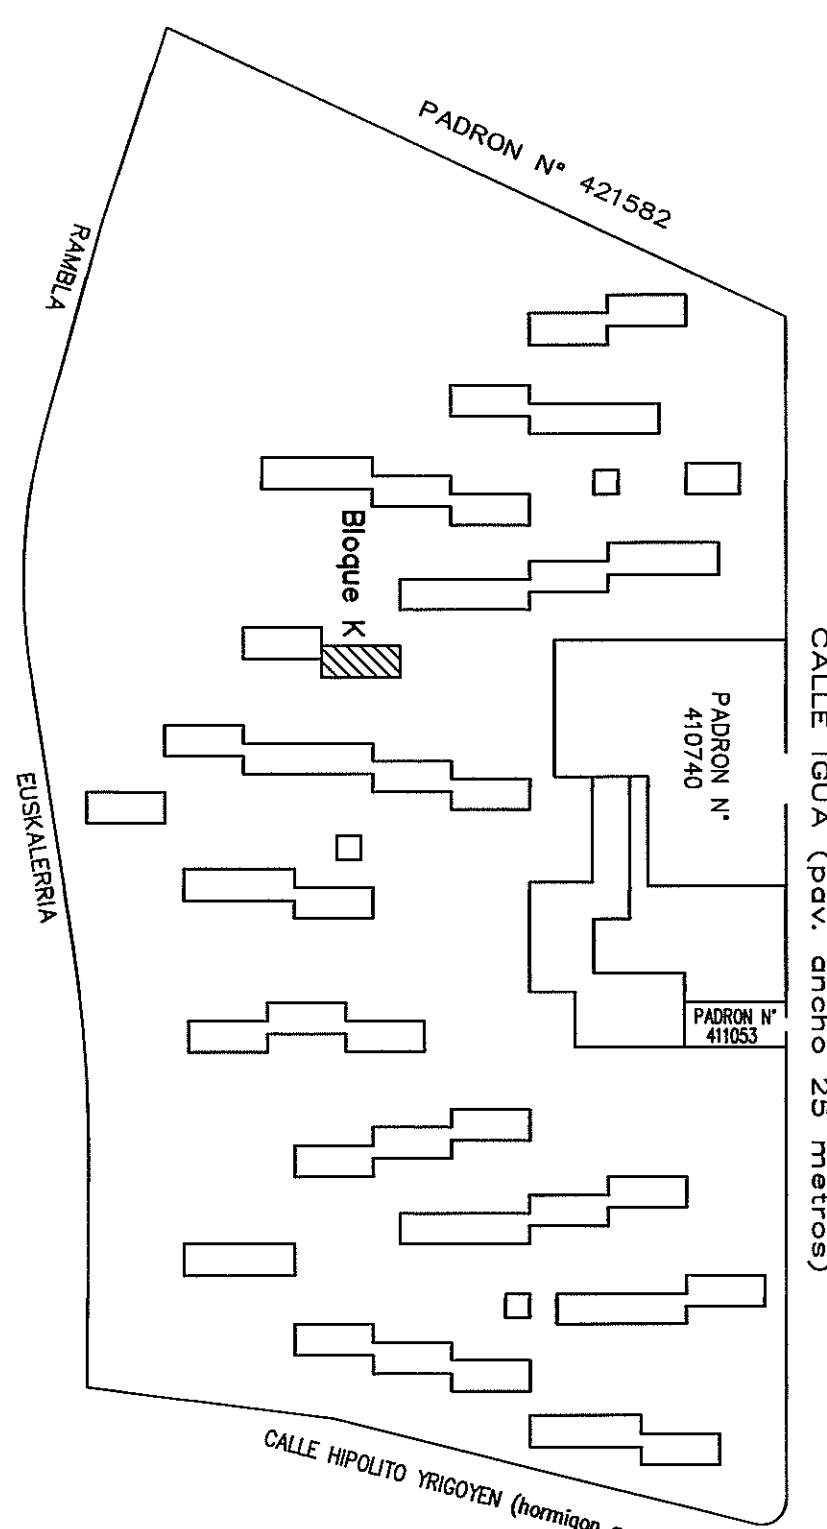 PADRON N° 421582
RAMBLA
Bloque K
CALLE IGUA (pav. ancho 25 metros)
PADRON N°
410740
EUSKALERRIA
PADRON N°
411053
CALLE HIPOLITO YRIGOYEN (hormigon